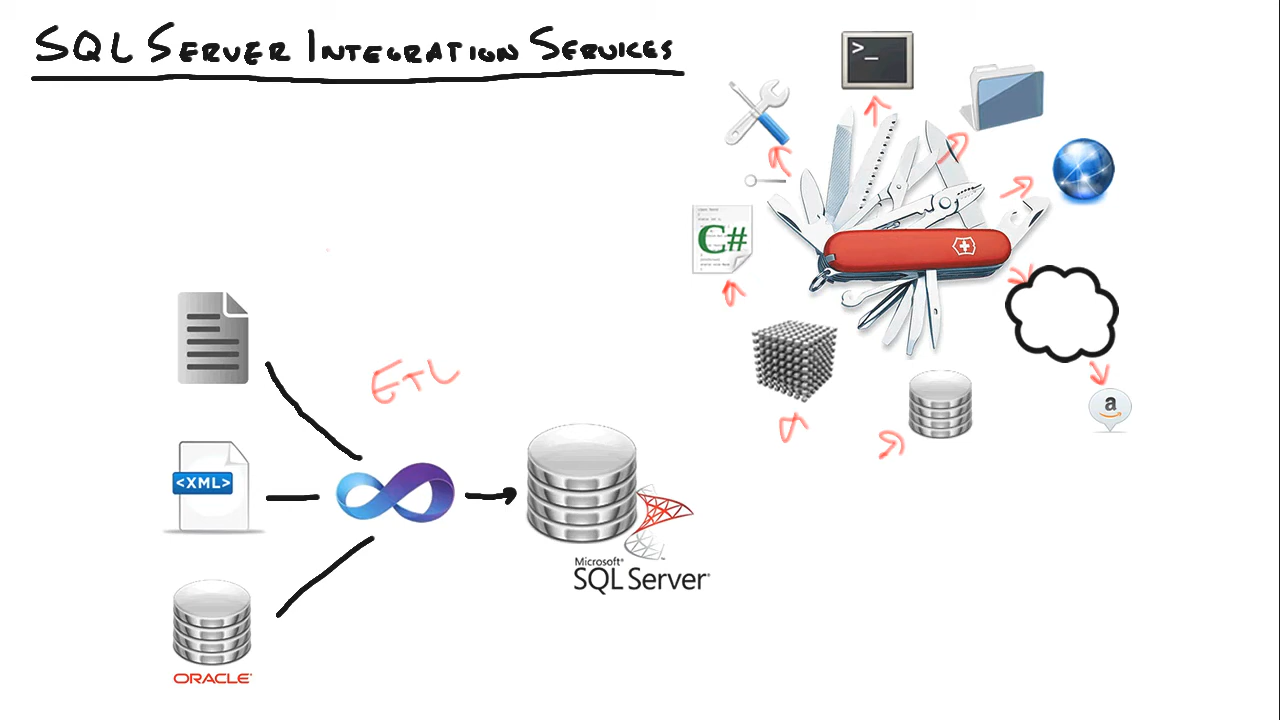 SQL SERVER INTEGRATION SERVICES
>_
C#
ETL
<XML>
a
Microsoft®
SQL Server®
ORACLE®